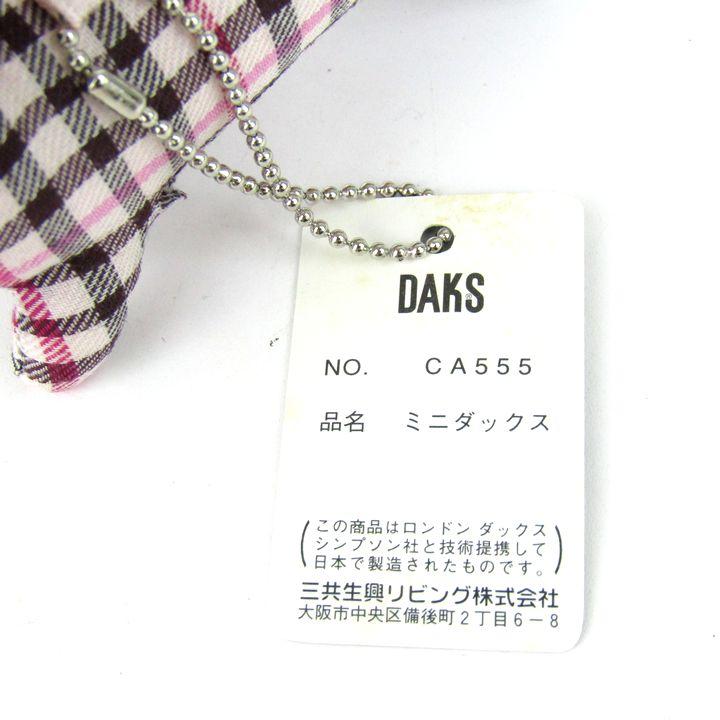 DAKS®
NO. CA555
品名 ミニダックス
(この商品はロンドン ダックス
シンプソン社と技術提携して
日本で製造されたものです。)
三共生興リビング株式会社
大阪市中央区備後町2丁目6-8